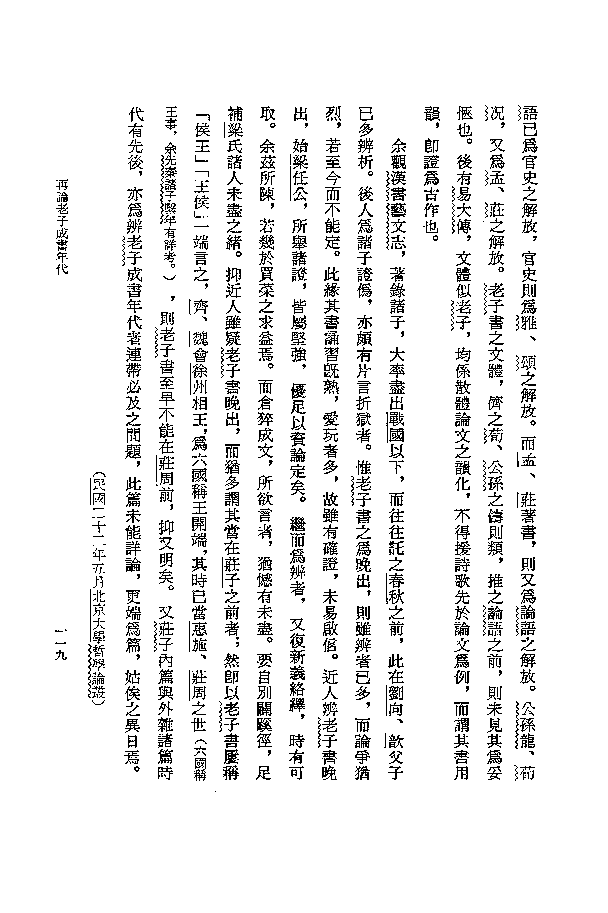 語已爲官史之解放，官史則爲雅、頌之解放。而孟、莊著書，則又爲論語之解放。公孫龍、荀
況，又爲孟、莊之解放。老子書之文體，儕之荀、公孫之儔則類，推之論語之前，則未見其爲妥
愜也。後有易大傳，文體似老子，均係散體論文之韻化，不得援詩歌先於論文爲例，而謂其書用
韻，卽證爲古作也。
余觀漢書藝文志，著錄諸子，大率盡出戰國以下，而往往託之春秋之前，此在劉向、歆父子
已多辨析。後人爲諸子證僞，亦頗有片言折獄者。惟老子書之爲晚出，則雖辨者已多，而論爭猶
烈，若至今而不能定。此緣其書誦習旣熟，愛玩者多，故雖有確證，未易啟信。近人辨老子書晚
出，始梁任公，所舉諸證，皆屬堅強，優足以資論定矣。繼而爲辨者，又復新義絡繹，時有可
取。余茲所陳，若幾於買菜之求益焉。而倉猝成文，所欲言者，猶憾有未盡。要自別闢蹊徑，足
補梁氏諸人未盡之緒。抑近人雖疑老子書晚出，而猶多謂其當在莊子之前者；然卽以老子書屢稱
「侯王」「王侯」一端言之，齊、魏會徐州相王，爲六國稱王開端，其時已當惠施、莊周之世（六國稱
王事，余先秦諸子繫年有詳考。），則老子書至早不能在莊周前，抑又明矣。又莊子內篇與外雜諸篇時
代有先後，亦爲辨老子成書年代者連帶必及之問題，此篇未能詳論，更端爲篇，姑俟之異日焉。
（民國二十二年五月北京大學哲學論叢）
再論老子成書年代
一一九